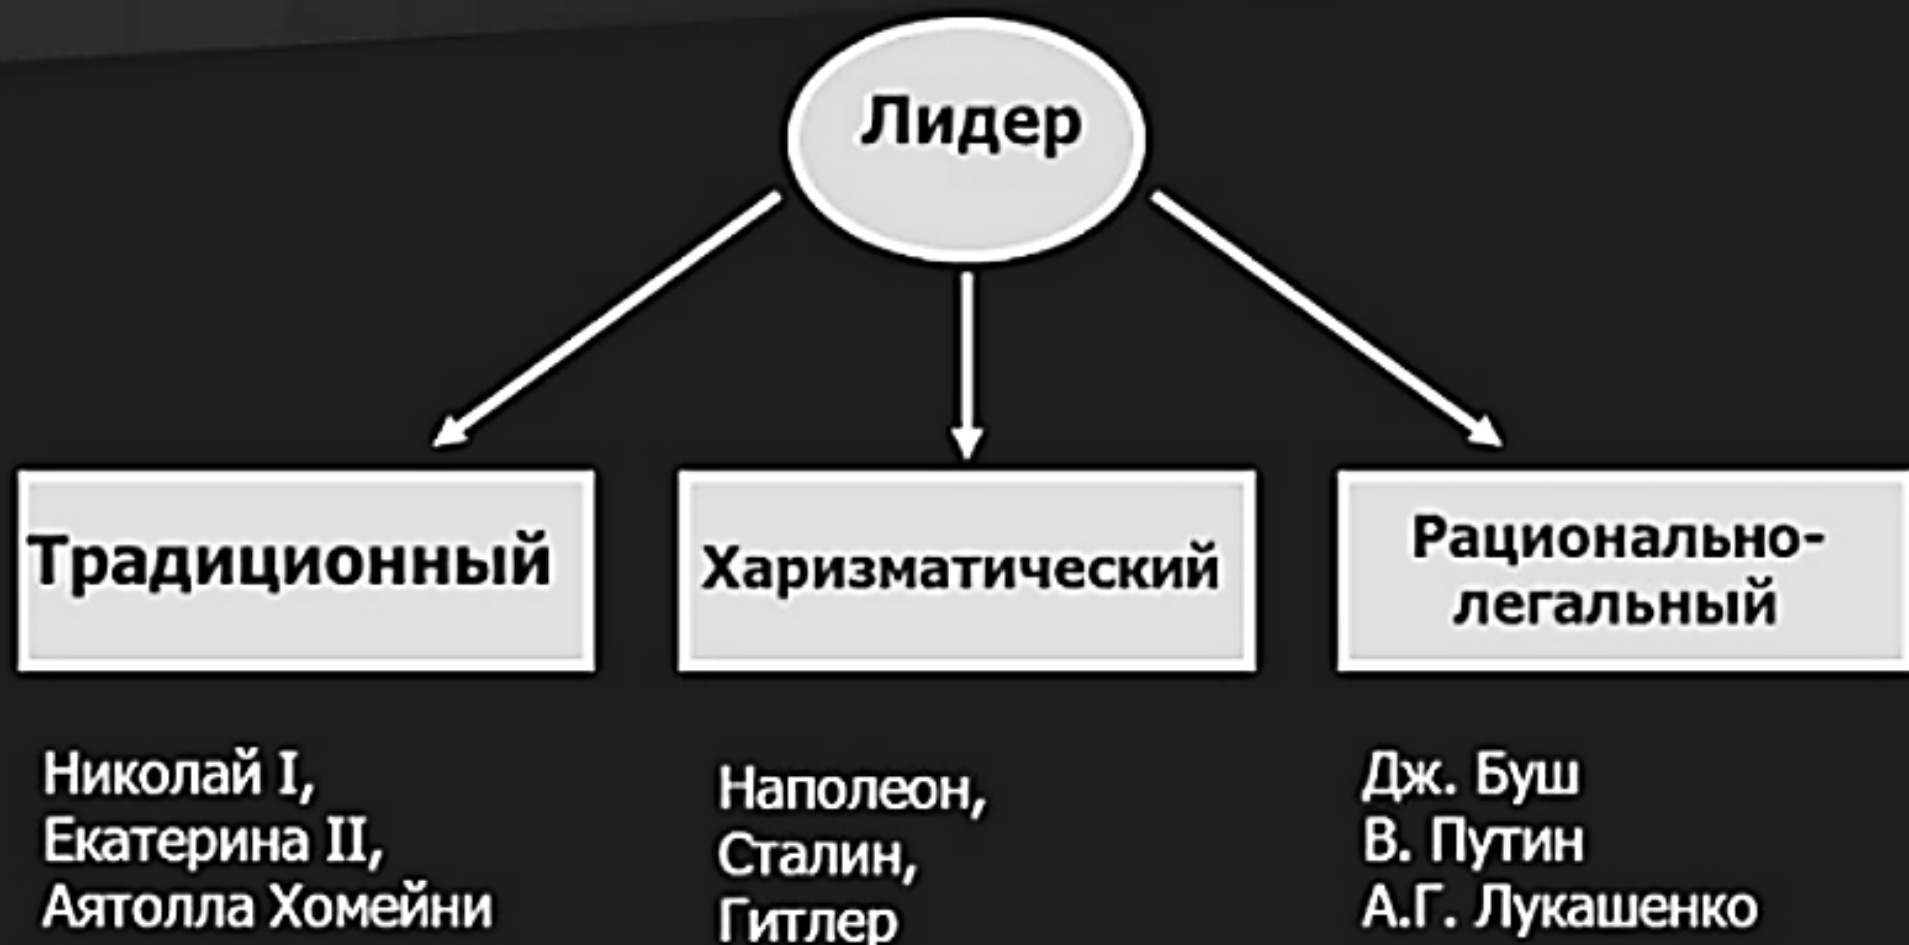 Лидер
Традиционный
Харизматический
Рационально-
легальный
Николай I,
Екатерина II,
Аятолла Хомейни
Наполеон,
Сталин,
Гитлер
Дж. Буш
В. Путин
А.Г. Лукашенко